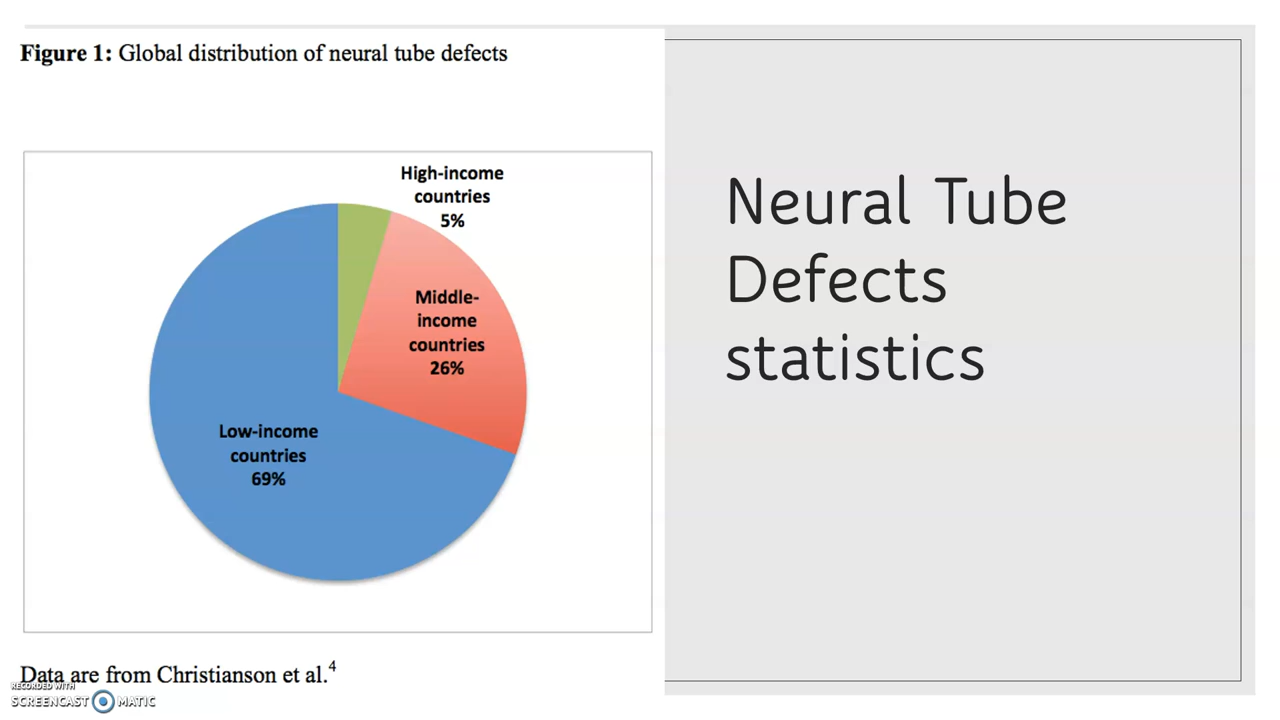 Figure 1: Global distribution of neural tube defects
High-income
countries
5%
Middle-
income
countries
26%
Low-income
countries
69%
Data are from Christianson et al.4
RECORDED WITH
SCREENCAST MATIC
Neural Tube
Defects
statistics